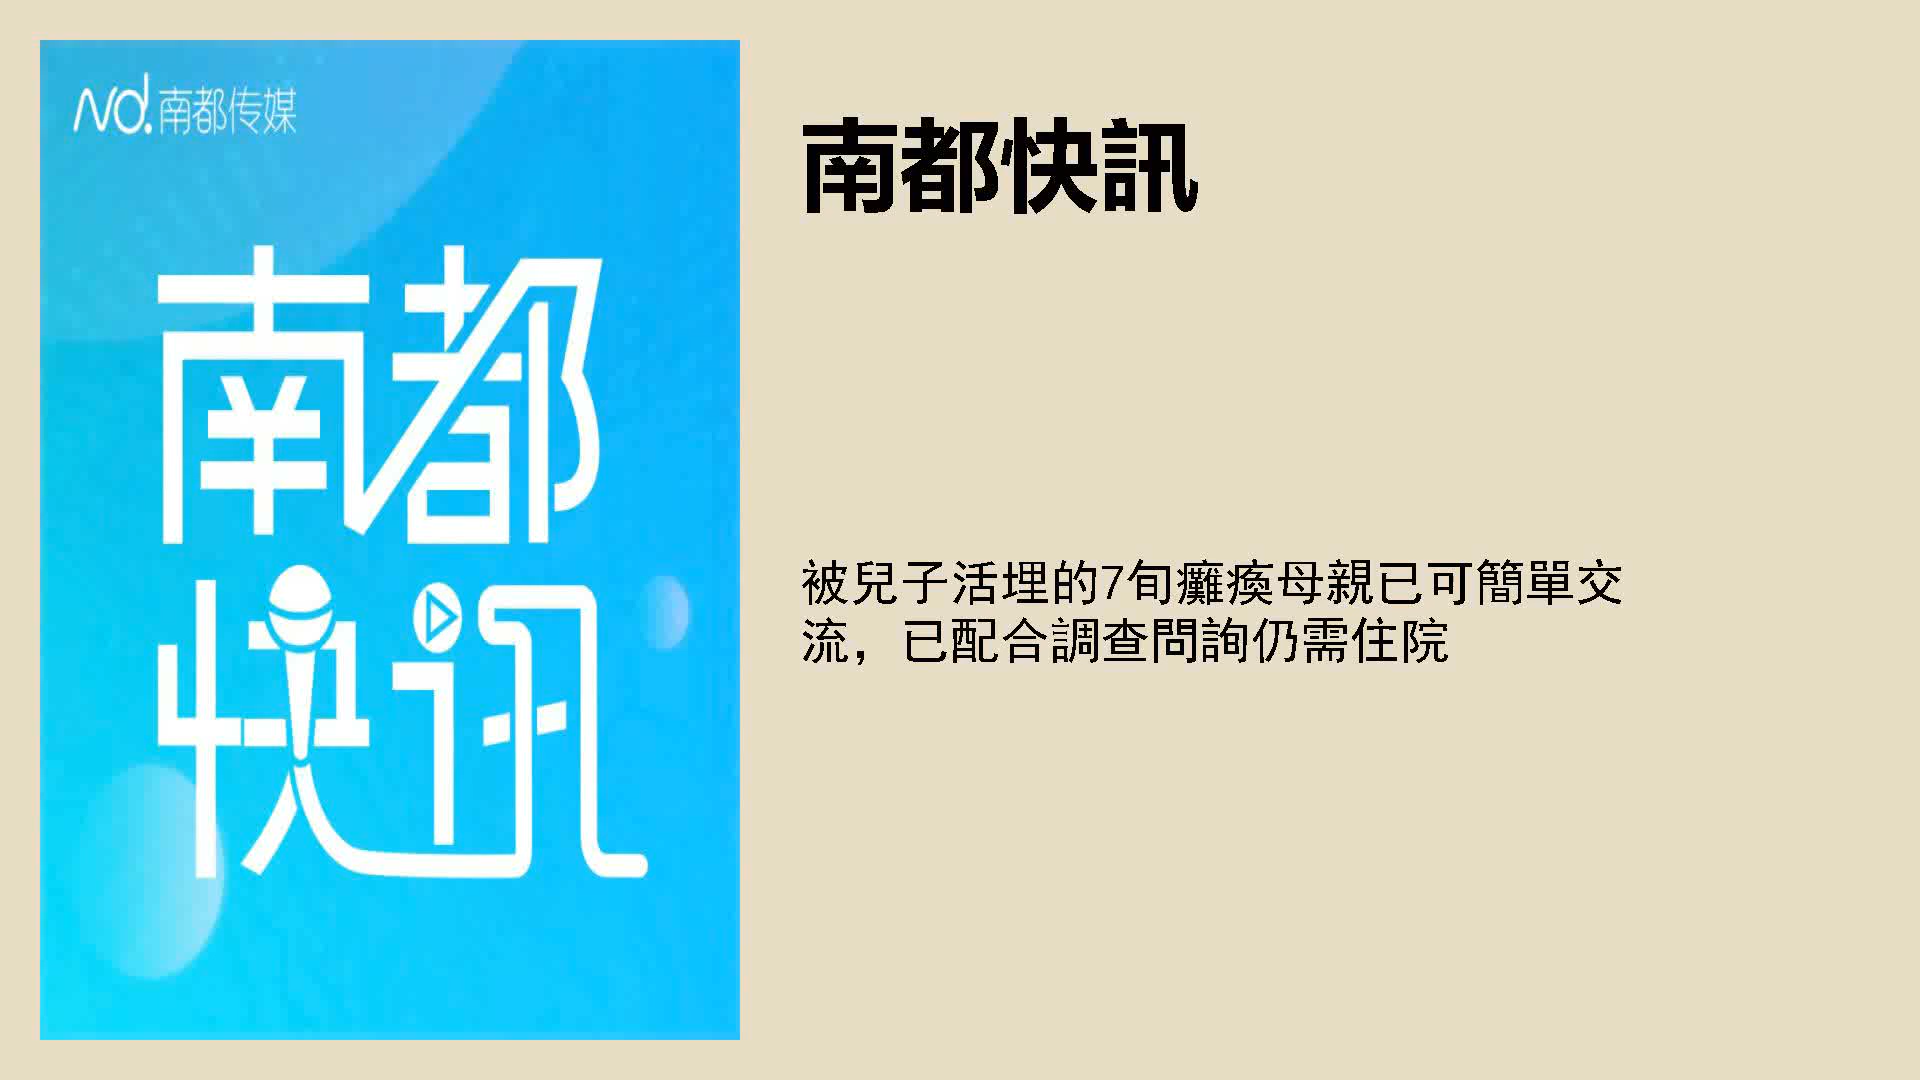 Nd.南都传媒
南都
快讯
南都快訊
被兒子活埋的7旬癱瘓母親已可簡單交
流，已配合調查問詢仍需住院